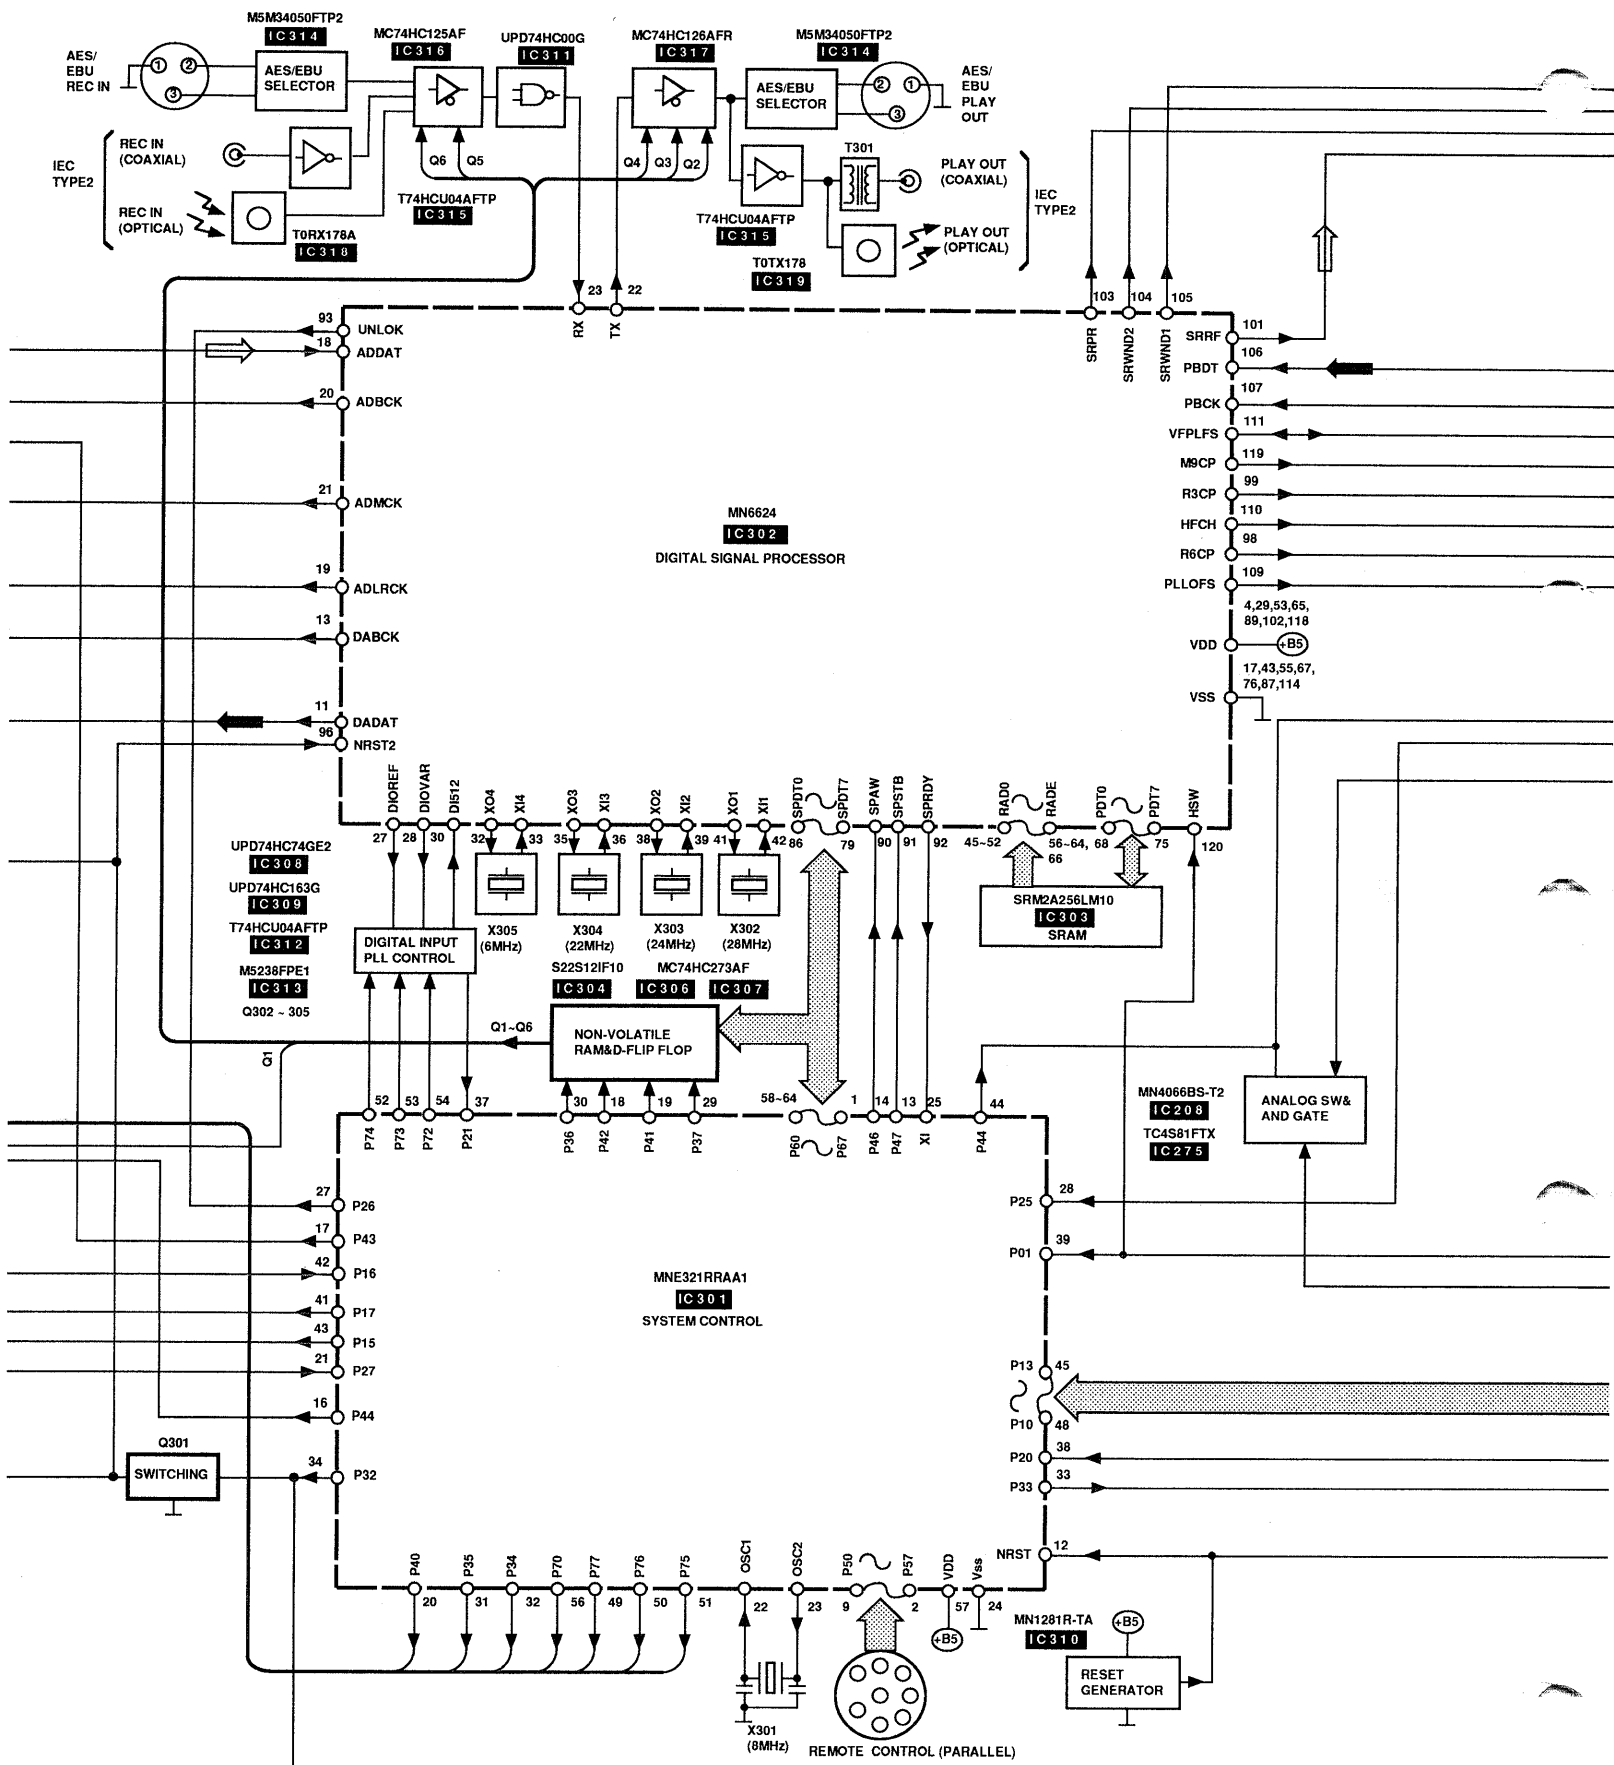 M5M34050FTP2
IC314
AES/
EBU
REC IN
1
2
3
AES/EBU
SELECTOR
MC74HC125AF
IC316
UPD74HC00G
IC311
MC74HC126AFR
IC317
M5M34050FTP2
IC314
AES/EBU
SELECTOR
2
1
3
AES/
EBU
PLAY
OUT
IEC
TYPE2
REC IN
(COAXIAL)
REC IN
(OPTICAL)
T0RX178A
IC318
Q6
Q5
T74HCU04AFTP
IC315
Q4
Q3
Q2
T301
PLAY OUT
(COAXIAL)
T74HCU04AFTP
IC315
PLAY OUT
(OPTICAL)
T0TX178
IC319
IEC
TYPE2
23
22
RX
TX
103
104
105
SRPR
SRWND2
SRWND1
93
UNLOK
18
ADDAT
20
ADBCK
21
ADMCK
19
ADLRCK
13
DABCK
11
DADAT
96
NRST2
MN6624
IC302
DIGITAL SIGNAL PROCESSOR
101
SRRF
106
PBDT
107
PBCK
111
VFPLFS
119
M9CP
99
R3CP
110
HFCH
98
R6CP
109
PLLOFS
4,29,53,65,
89,102,118
VDD
+B5
17,43,55,67,
76,87,114
VSS
DIOREF
DIOVAR
DI512
XO4
XI4
XO3
XI3
XO2
XI2
XO1
XI1
SPDT0
SPDT7
SPAW
SPSTB
SPRDY
RAD0
RADE
PDT0
PDT7
HSW
27
28
30
32
33
35
36
38
39
41
42
86
79
90
91
92
45~52
56~64,
66
68
75
120
UPD74HC74GE2
IC308
UPD74HC163G
IC309
T74HCU04AFTP
IC312
M5238FPE1
IC313
Q302 ~ 305
DIGITAL INPUT
PLL CONTROL
X305
(6MHz)
X304
(22MHz)
X303
(24MHz)
X302
(28MHz)
S22S12IF10
IC304
MC74HC273AF
IC306
IC307
SRM2A256LM10
IC303
SRAM
NON-VOLATILE
RAM&D-FLIP FLOP
Q1~Q6
Q1
MN4066BS-T2
IC208
TC4S81FTX
IC275
ANALOG SW&
AND GATE
52
53
54
37
30
18
19
29
58~64
1
14
13
25
44
P74
P73
P72
P21
P36
P42
P41
P37
P60
P67
P46
P47
XI
P44
27
P26
17
P43
42
P16
41
P17
43
P15
21
P27
16
P44
34
P32
Q301
SWITCHING
MNE321RRAA1
IC301
SYSTEM CONTROL
28
P25
39
P01
P13
45
P10
48
38
P20
33
P33
12
NRST
P40
P35
P34
P70
P77
P76
P75
OSC1
OSC2
P50
P57
VDD
Vss
20
31
32
56
49
50
51
22
23
9
2
57
24
+B5
X301
(8MHz)
REMOTE CONTROL (PARALLEL)
MN1281R-TA
IC310
+B5
RESET
GENERATOR